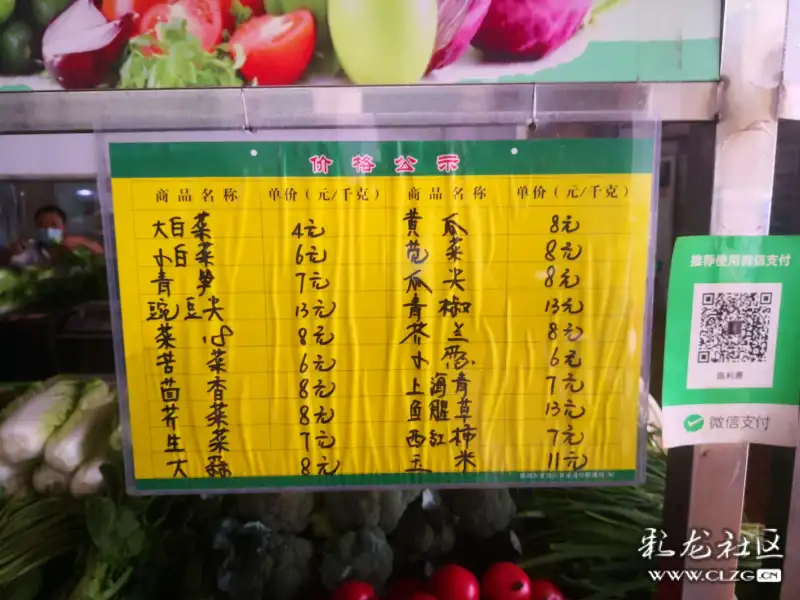 价格公示
商品名称 单价（元/千克） 商品名称 单价（元/千克）
大白菜 4元 黄瓜 8元
小白菜 6元 苋菜 8元
青笋 7元 瓜尖 8元
豌豆尖 13元 青椒 13元
菜心 8元 芥兰 8元
苦菜 6元 小葱 6元
茴香 8元 上海青 7元
芥菜 8元 鱼腥草 13元
生菜 7元 西红柿 7元
大蒜 8元 玉米 11元
推荐使用微信支付
微信支付
彩龙社区
WWW.CLZG.CN